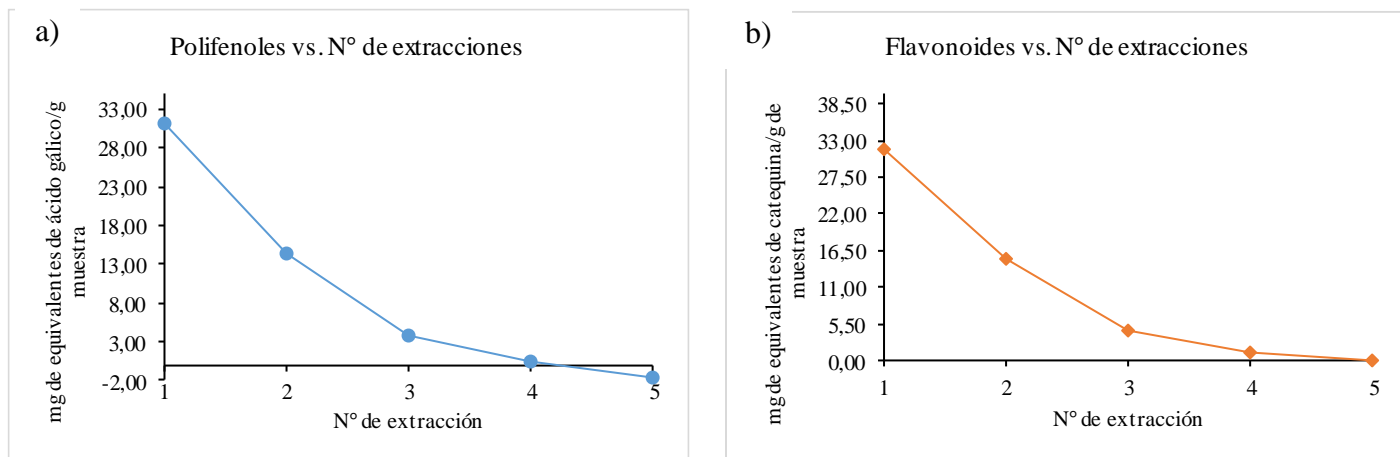 a)
Polifenoles vs. N° de extracciones
mg de equivalentes de ácido gálico/g
muestra
33,00
28,00
23,00
18,00
13,00
8,00
3,00
-2,00
1 2 3 4 5
N° de extracción
b)
Flavonoides vs. N° de extracciones
mg de equivalentes de catequina/g de
muestra
38,50
33,00
27,50
22,00
16,50
11,00
5,50
0,00
1 2 3 4 5
N° de extracción